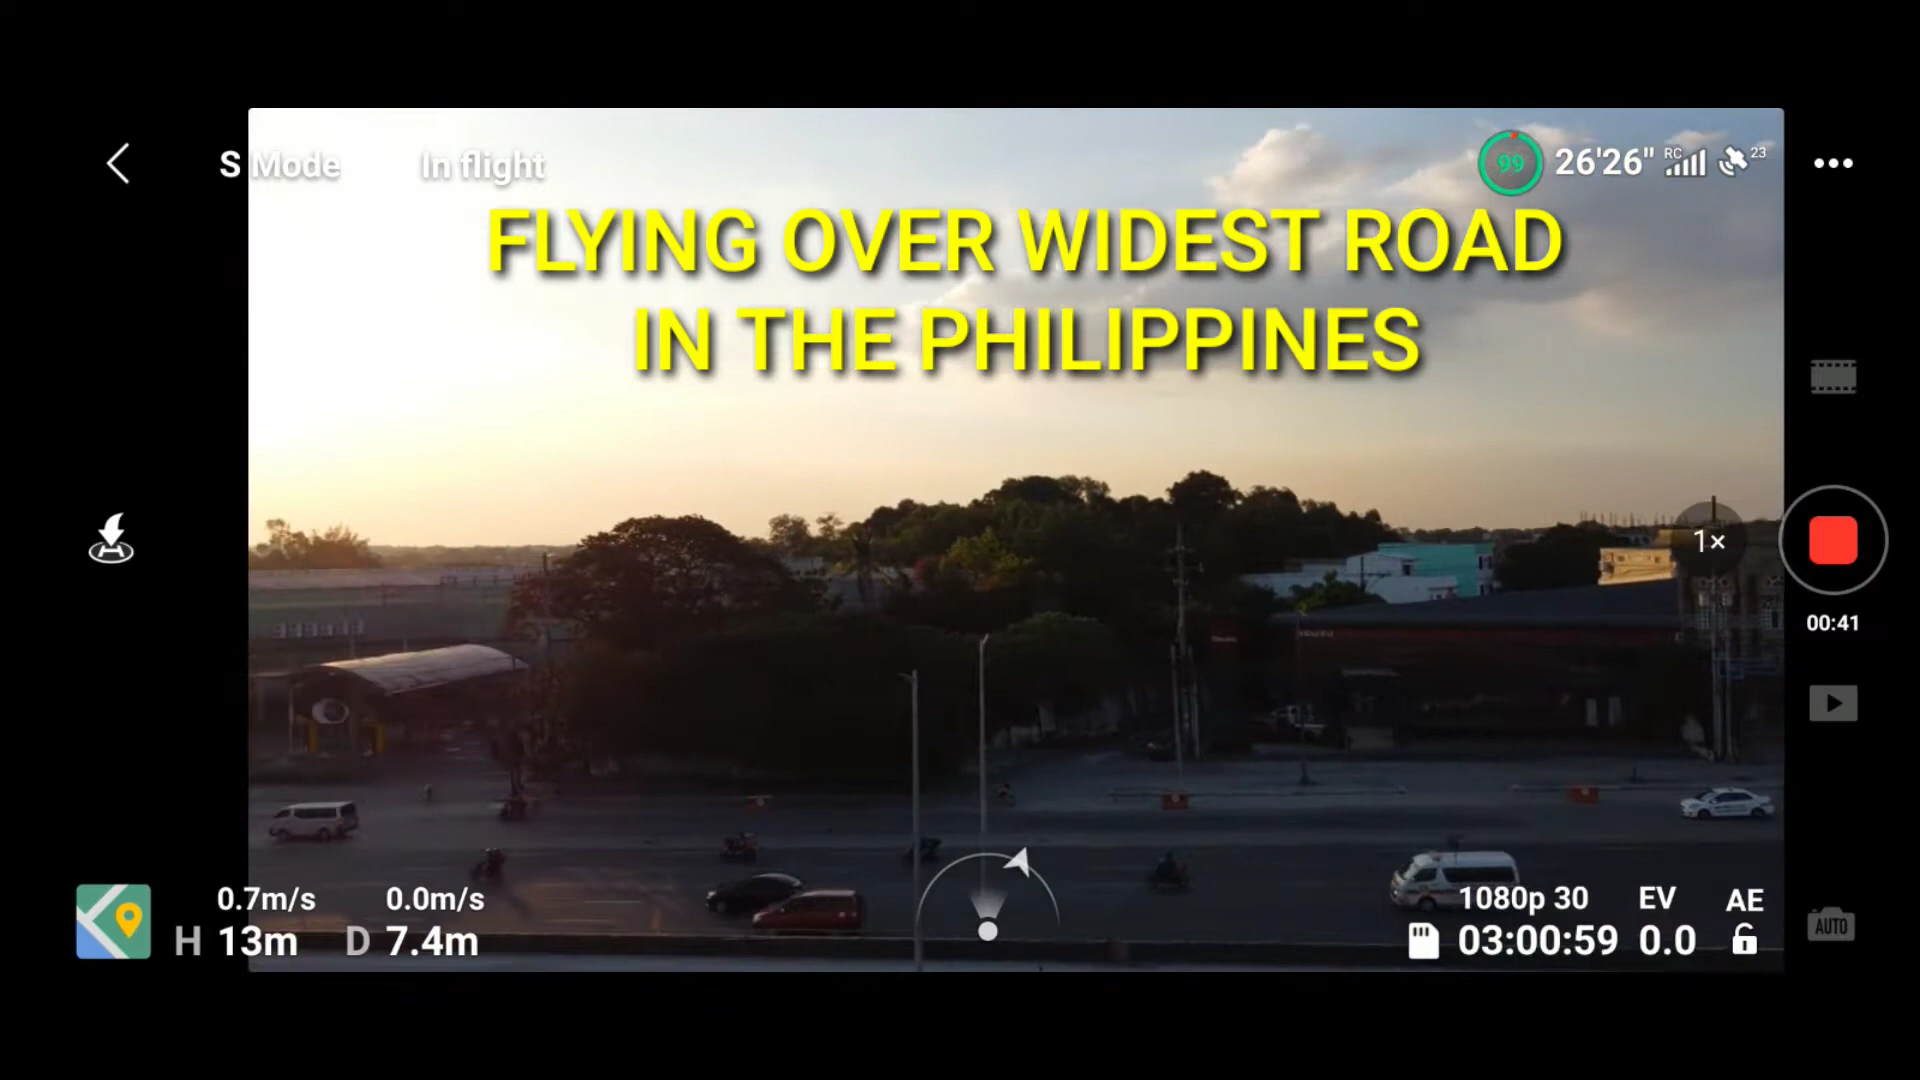 S Mode In flight
99 26'26" RC 23
FLYING OVER WIDEST ROAD
IN THE PHILIPPINES
1×
00:41
0.7m/s 0.0m/s
H 13m D 7.4m
1080p 30 EV AE
03:00:59 0.0
AUTO